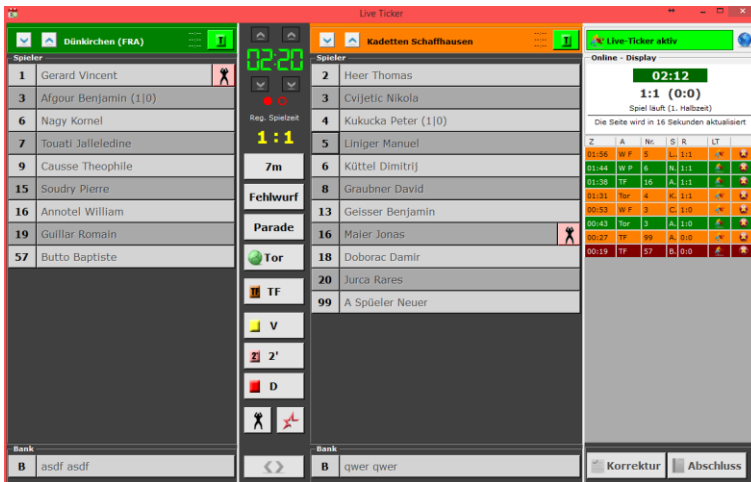 Live Ticker
Dünkirchen (FRA)
T
Spieler
1 Gerard Vincent
3 Afgour Benjamin (1|0)
6 Nagy Kornel
7 Touati Jalleledine
9 Causse Theophile
15 Soudry Pierre
16 Annotel William
19 Guillar Romain
57 Butto Baptiste
Bank
B asdf asdf
02:20
Reg. Spielzeit
1 : 1
7m
Fehlwurf
Parade
Tor
TF TF
V
2' 2'
D
Kadetten Schaffhausen
T
Spieler
2 Heer Thomas
3 Cvijetic Nikola
4 Kukucka Peter (1|0)
5 Liniger Manuel
6 Küttel Dimitrij
8 Graubner David
13 Geisser Benjamin
16 Maier Jonas
18 Doborac Damir
20 Jurca Rares
99 A Spüeler Neuer
Bank
B qwer qwer
Live-Ticker aktiv
Online - Display
02:12
1:1 (0:0)
Spiel läuft (1. Halbzeit)
Die Seite wird in 16 Sekunden aktualisiert
Z A Nr. S R LT
01:56 W F 5 L. 1:1
01:44 W P 6 N. 1:1
01:38 TF 16 A. 1:1
01:31 Tor 4 K. 1:1
00:53 W F 3 C. 1:0
00:43 Tor 3 A. 1:0
00:27 TF 99 A. 0:0
00:19 TF 57 B. 0:0
Korrektur
Abschluss